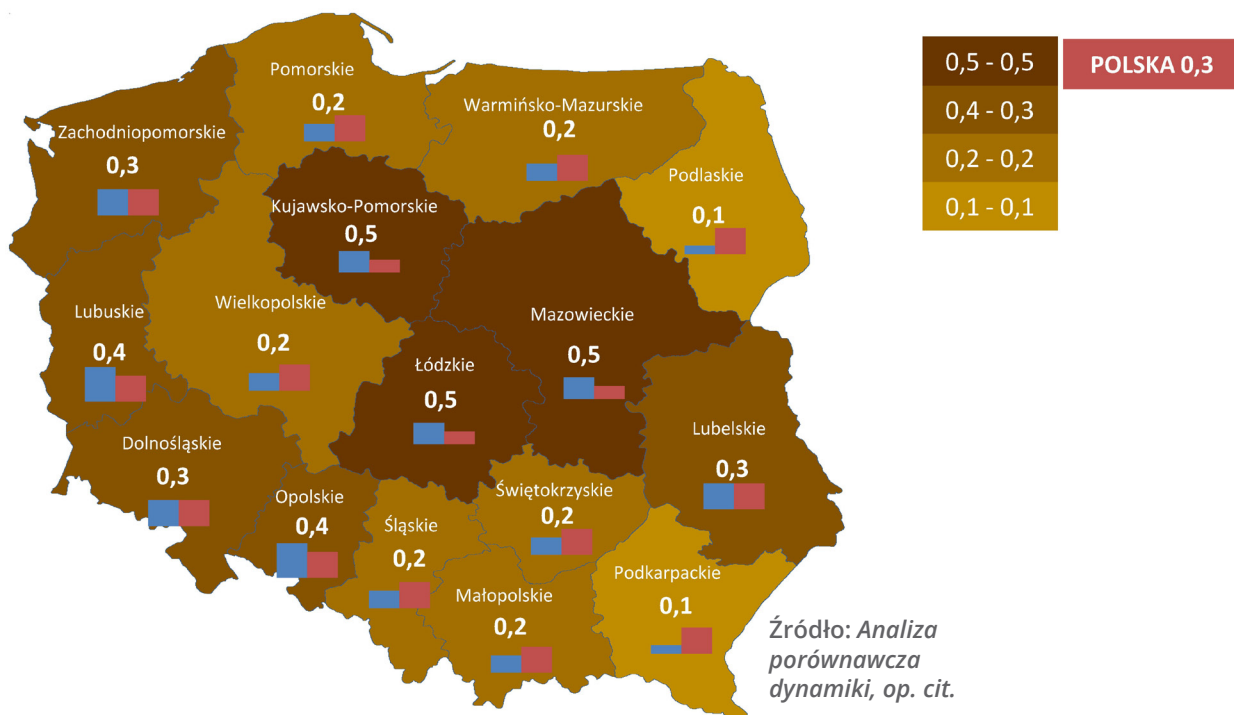 Pomorskie
0,2
Warmińsko-Mazurskie
0,2
Zachodniopomorskie
0,3
Podlaskie
0,1
Kujawsko-Pomorskie
0,5
Lubuskie
0,4
Wielkopolskie
0,2
Mazowieckie
0,5
Łódzkie
0,5
Dolnośląskie
0,3
Lubelskie
0,3
Opolskie
0,4
Śląskie
0,2
Świętokrzyskie
0,2
Małopolskie
0,2
Podkarpackie
0,1
0,5 - 0,5
POLSKA 0,3
0,4 - 0,3
0,2 - 0,2
0,1 - 0,1
Źródło: Analiza
porównawcza
dynamiki, op. cit.